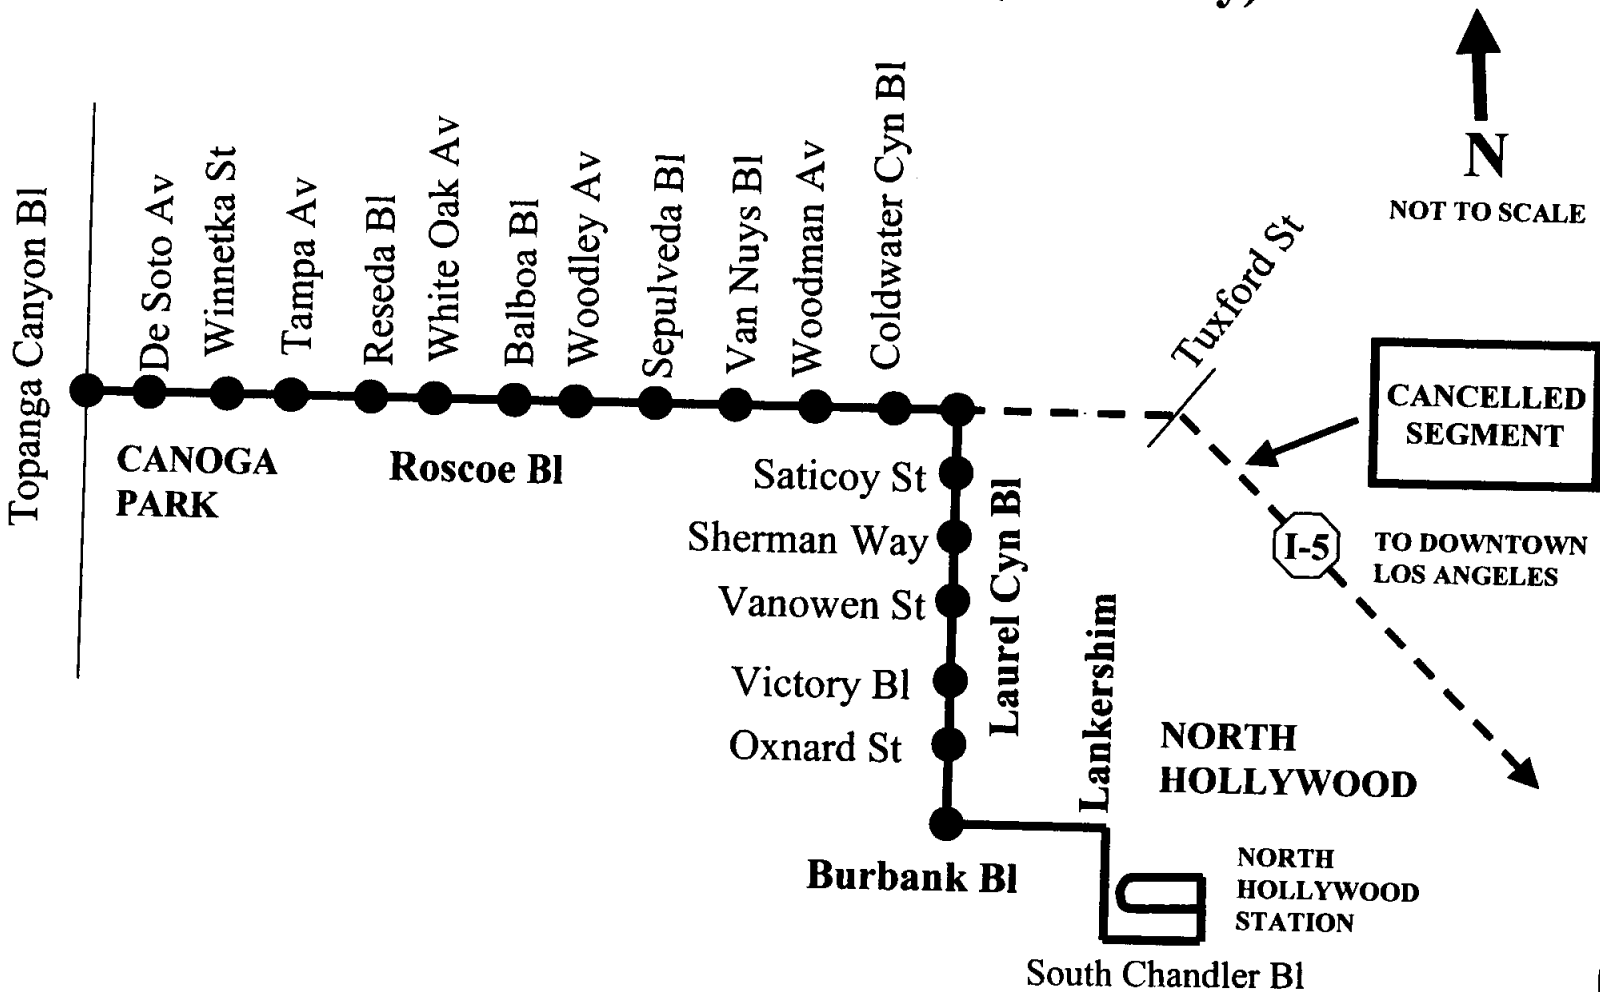 N
NOT TO SCALE
Topanga Canyon Bl
De Soto Av
Winnetka St
Tampa Av
Reseda Bl
White Oak Av
Balboa Bl
Woodley Av
Sepulveda Bl
Van Nuys Bl
Woodman Av
Coldwater Cyn Bl
Tuxford St
CANCELLED
SEGMENT
CANOGA
PARK
Roscoe Bl
Saticoy St
Sherman Way
Vanowen St
Victory Bl
Oxnard St
Laurel Cyn Bl
I-5
TO DOWNTOWN
LOS ANGELES
Lankershim
NORTH
HOLLYWOOD
Burbank Bl
NORTH
HOLLYWOOD
STATION
South Chandler Bl